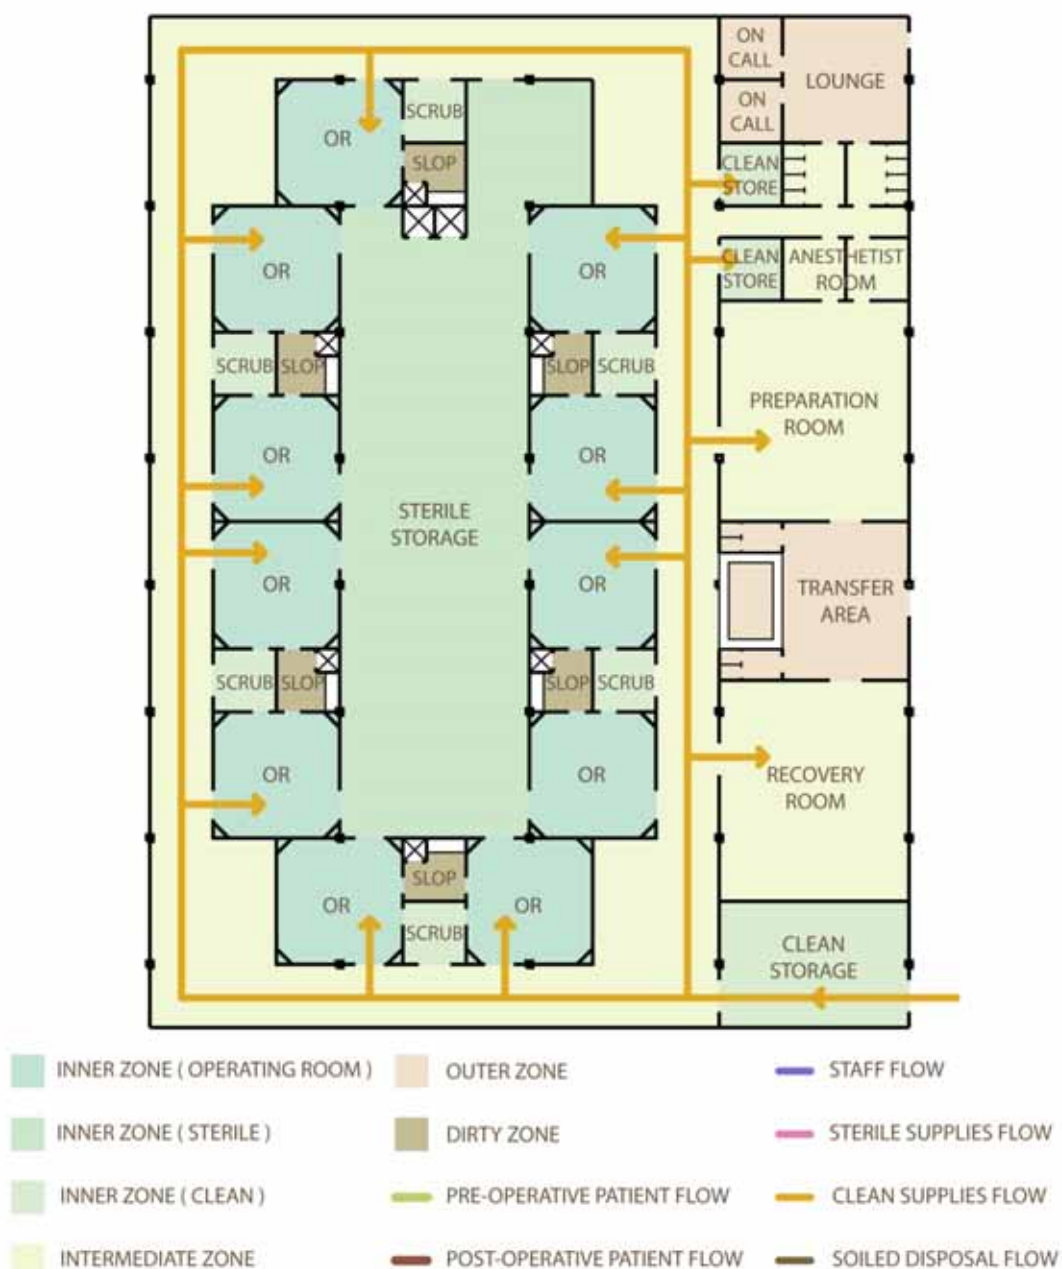 ON
CALL
LOUNGE
ON
CALL
SCRUB
OR
SLOP
CLEAN
STORE
OR
OR
CLEAN
STORE
ANESTHETIST
ROOM
SCRUB
SLOP
SLOP
SCRUB
PREPARATION
ROOM
OR
OR
STERILE
STORAGE
OR
OR
TRANSFER
AREA
SCRUB
SLOP
SLOP
SCRUB
OR
OR
RECOVERY
ROOM
SLOP
OR
OR
SCRUB
CLEAN
STORAGE
INNER ZONE ( OPERATING ROOM )
OUTER ZONE
STAFF FLOW
INNER ZONE ( STERILE )
DIRTY ZONE
STERILE SUPPLIES FLOW
INNER ZONE ( CLEAN )
PRE-OPERATIVE PATIENT FLOW
CLEAN SUPPLIES FLOW
INTERMEDIATE ZONE
POST-OPERATIVE PATIENT FLOW
SOILED DISPOSAL FLOW